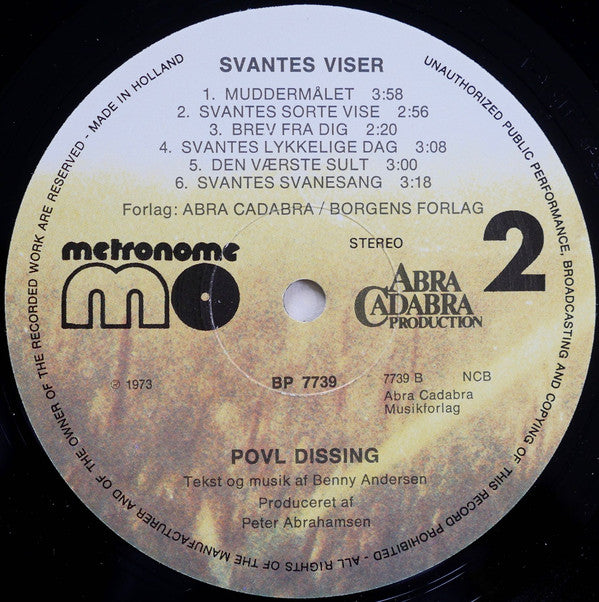 SVANTES VISER
1. MUDDERMÅLET 3:58
2. SVANTES SORTE VISE 2:56
3. BREV FRA DIG 2:20
4. SVANTES LYKKELIGE DAG 3:08
5. DEN VÆRSTE SULT 3:00
6. SVANTES SVANESANG 3:18
Forlag: ABRA CADABRA / BORGENS FORLAG
metronome
mo
STEREO
2
ABRA
CADABRA
PRODUCTION
℗ 1973
BP 7739
7739 B NCB
Abra Cadabra
Musikforlag
POVL DISSING
Tekst og musik af Benny Andersen
Produceret af
Peter Abrahamsen
UNAUTHORIZED PUBLIC PERFORMANCE, BROADCASTING AND COPYING OF THIS RECORD PROHIBITED - ALL RIGHTS OF THE MANUFACTURER AND OF THE OWNER OF THE RECORDED WORK ARE RESERVED - MADE IN HOLLAND